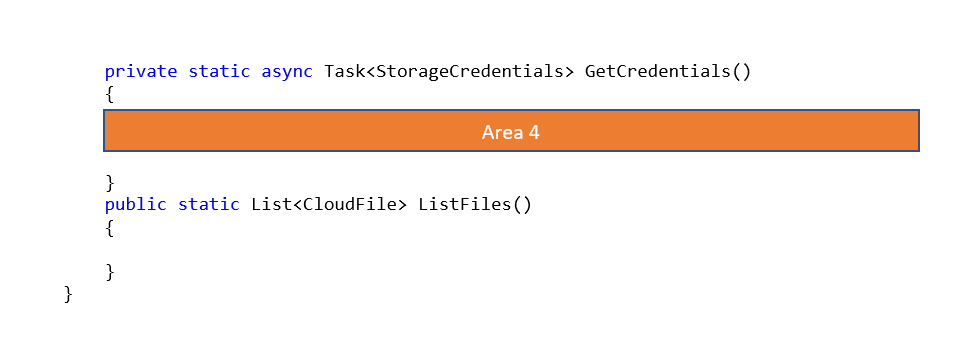 private static async Task<StorageCredentials> GetCredentials()
{
Area 4
}
public static List<CloudFile> ListFiles()
{
}
}